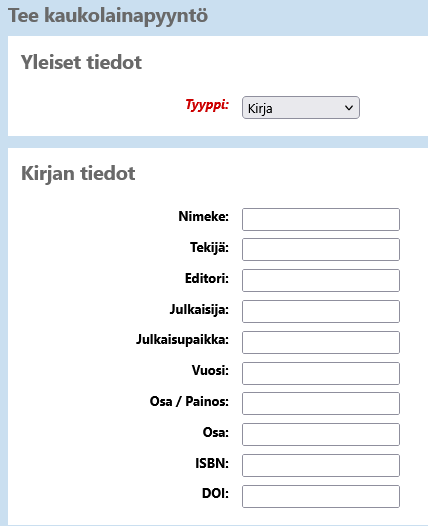 Tee kaukolainapyyntö
Yleiset tiedot
Tyyppi: Kirja
Kirjan tiedot
Nimeke:
Tekijä:
Editori:
Julkaisija:
Julkaisupaikka:
Vuosi:
Osa / Painos:
Osa:
ISBN:
DOI: